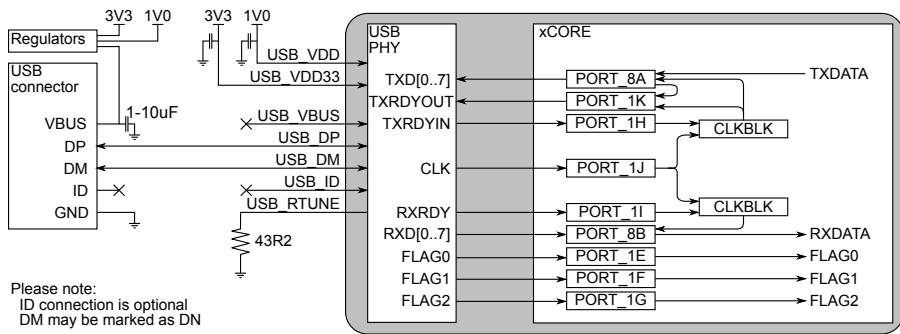 3V3 1V0
Regulators
USB
connector
1-10uF
VBUS
DP
DM
ID
GND
3V3 1V0
USB_VDD
USB_VDD33
USB_VBUS
USB_DP
USB_DM
USB_ID
USB_RTUNE
43R2
USB
PHY
TXD[0..7]
TXRDYOUT
TXRDYIN
CLK
RXRDY
RXD[0..7]
FLAG0
FLAG1
FLAG2
xCORE
PORT_8A
PORT_1K
PORT_1H
PORT_1J
PORT_1I
PORT_8B
PORT_1E
PORT_1F
PORT_1G
CLKBLK
CLKBLK
TXDATA
RXDATA
FLAG0
FLAG1
FLAG2
Please note:
ID connection is optional
DM may be marked as DN